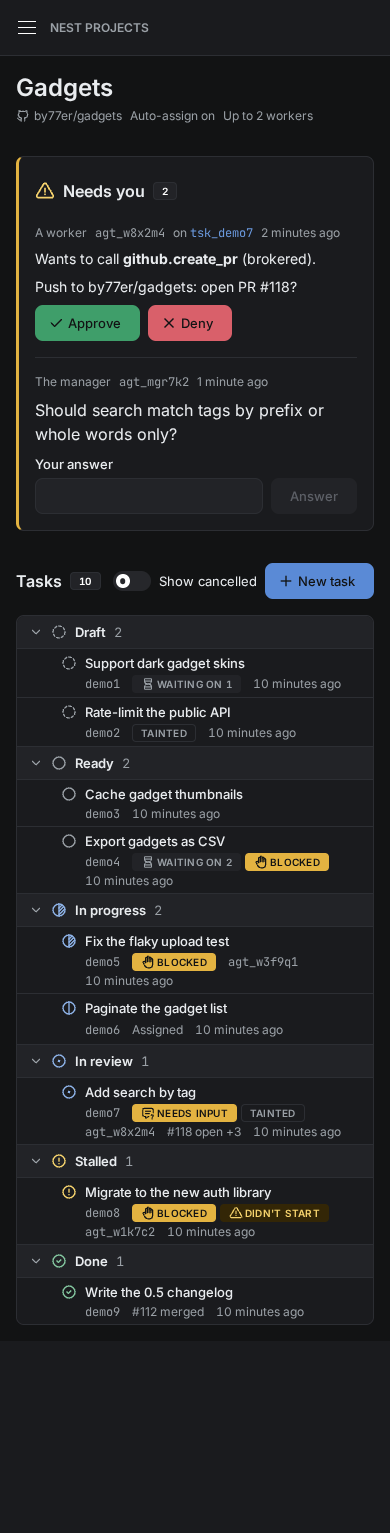 NEST PROJECTS
Gadgets
by77er/gadgets Auto-assign on Up to 2 workers
Needs you 2
A worker agt_w8x2m4 on tsk_demo7 2 minutes ago
Wants to call github.create_pr (brokered).
Push to by77er/gadgets: open PR #118?
Approve Deny
The manager agt_mgr7k2 1 minute ago
Should search match tags by prefix or
whole words only?
Your answer
Answer
Tasks 10 Show cancelled New task
Draft 2
Support dark gadget skins
demo1 WAITING ON 1 10 minutes ago
Rate-limit the public API
demo2 TAINTED 10 minutes ago
Ready 2
Cache gadget thumbnails
demo3 10 minutes ago
Export gadgets as CSV
demo4 WAITING ON 2 BLOCKED
10 minutes ago
In progress 2
Fix the flaky upload test
demo5 BLOCKED agt_w3f9q1
10 minutes ago
Paginate the gadget list
demo6 Assigned 10 minutes ago
In review 1
Add search by tag
demo7 NEEDS INPUT TAINTED
agt_w8x2m4 #118 open +3 10 minutes ago
Stalled 1
Migrate to the new auth library
demo8 BLOCKED DIDN'T START
agt_w1k7c2 10 minutes ago
Done 1
Write the 0.5 changelog
demo9 #112 merged 10 minutes ago